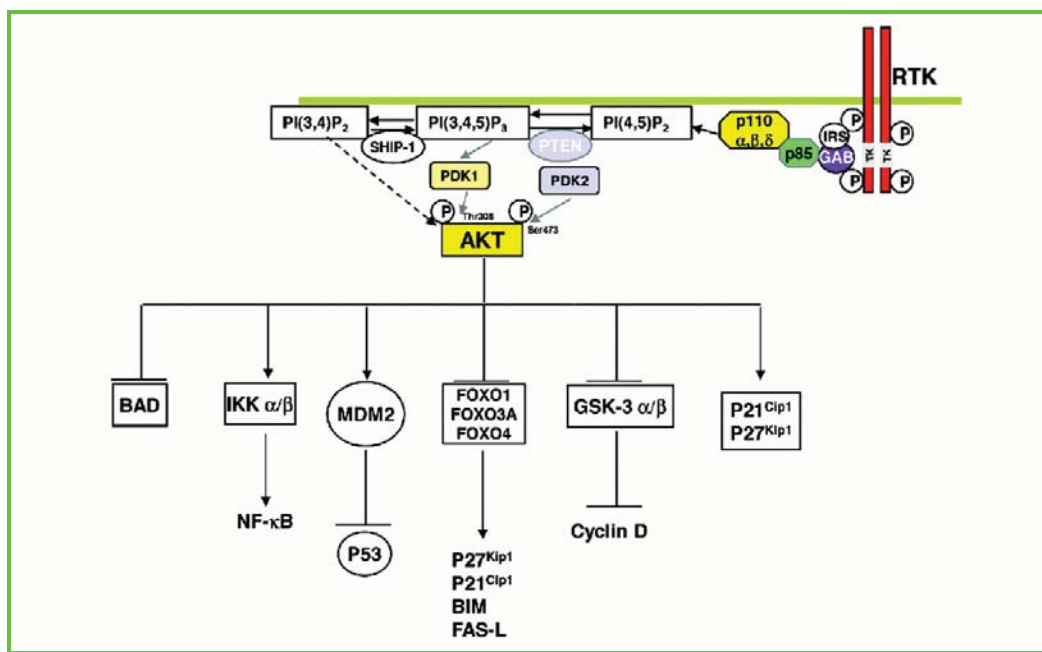 RTK
PI(3,4)P₂
PI(3,4,5)P₃
PI(4,5)P₂
p110
α,β,δ
p85
IRS
GAB
P
P
P
P
TK
TK
SHIP-1
PTEN
PDK1
PDK2
P
Thr308
P
Ser473
AKT
BAD
IKK α/β
MDM2
FOXO1
FOXO3A
FOXO4
GSK-3 α/β
P21ᶜⁱᵖ¹
P27ᴷⁱᵖ¹
NF-κB
P53
Cyclin D
P27ᴷⁱᵖ¹
P21ᶜⁱᵖ¹
BIM
FAS-L